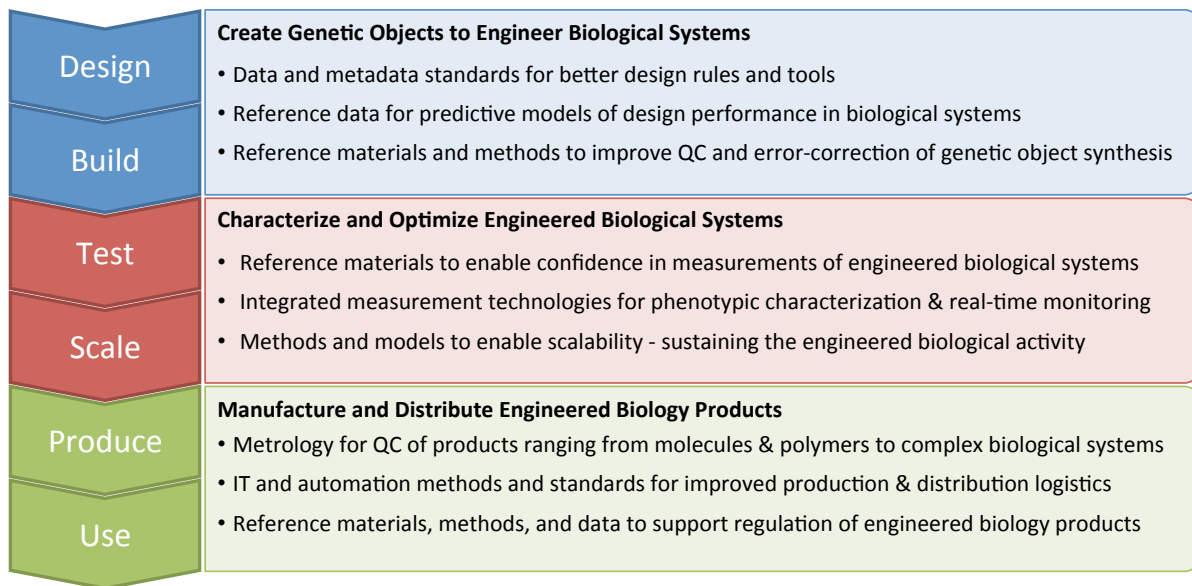 Design
Create Genetic Objects to Engineer Biological Systems
• Data and metadata standards for better design rules and tools
• Reference data for predictive models of design performance in biological systems
Build
• Reference materials and methods to improve QC and error-correction of genetic object synthesis
Test
Characterize and Optimize Engineered Biological Systems
• Reference materials to enable confidence in measurements of engineered biological systems
• Integrated measurement technologies for phenotypic characterization & real-time monitoring
Scale
• Methods and models to enable scalability - sustaining the engineered biological activity
Produce
Manufacture and Distribute Engineered Biology Products
• Metrology for QC of products ranging from molecules & polymers to complex biological systems
• IT and automation methods and standards for improved production & distribution logistics
Use
• Reference materials, methods, and data to support regulation of engineered biology products